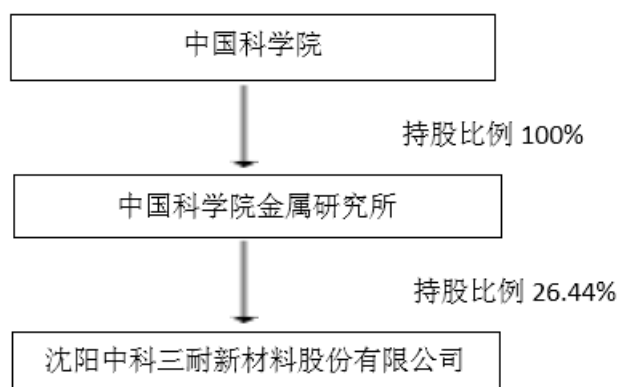 中国科学院
持股比例 100%
中国科学院金属研究所
持股比例 26.44%
沈阳中科三耐新材料股份有限公司